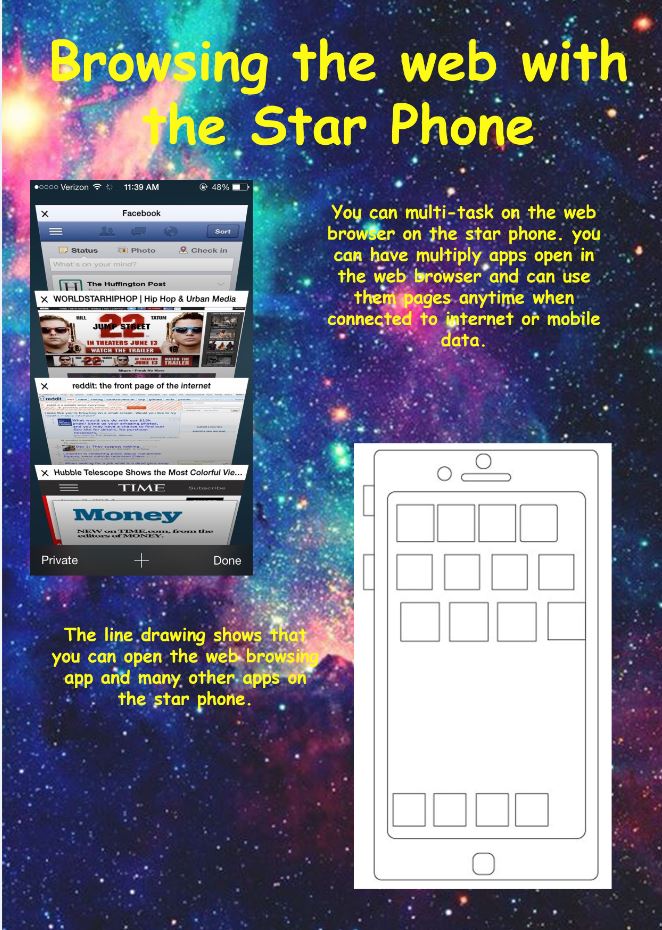 Browsing the web with
the Star Phone
Verizon 11:39 AM 48%
× Facebook
Sort
Status Photo Check in
What's on your mind?
H The Huffington Post
× WORLDSTARHIPHOP | Hip Hop & Urban Media
HILL TATUM
22
JUMP STREET
IN THEATERS JUNE 13
WATCH THE TRAILER
× reddit: the front page of the internet
reddit
× Hubble Telescope Shows the Most Colorful Vie...
TIME Subscribe
Money
NEW on TIME.com, from the
editors of MONEY.
Private + Done
You can multi-task on the web
browser on the star phone. you
can have multiply apps open in
the web browser and can use
them pages anytime when
connected to internet or mobile
data.
The line drawing shows that
you can open the web browsing
app and many other apps on
the star phone.